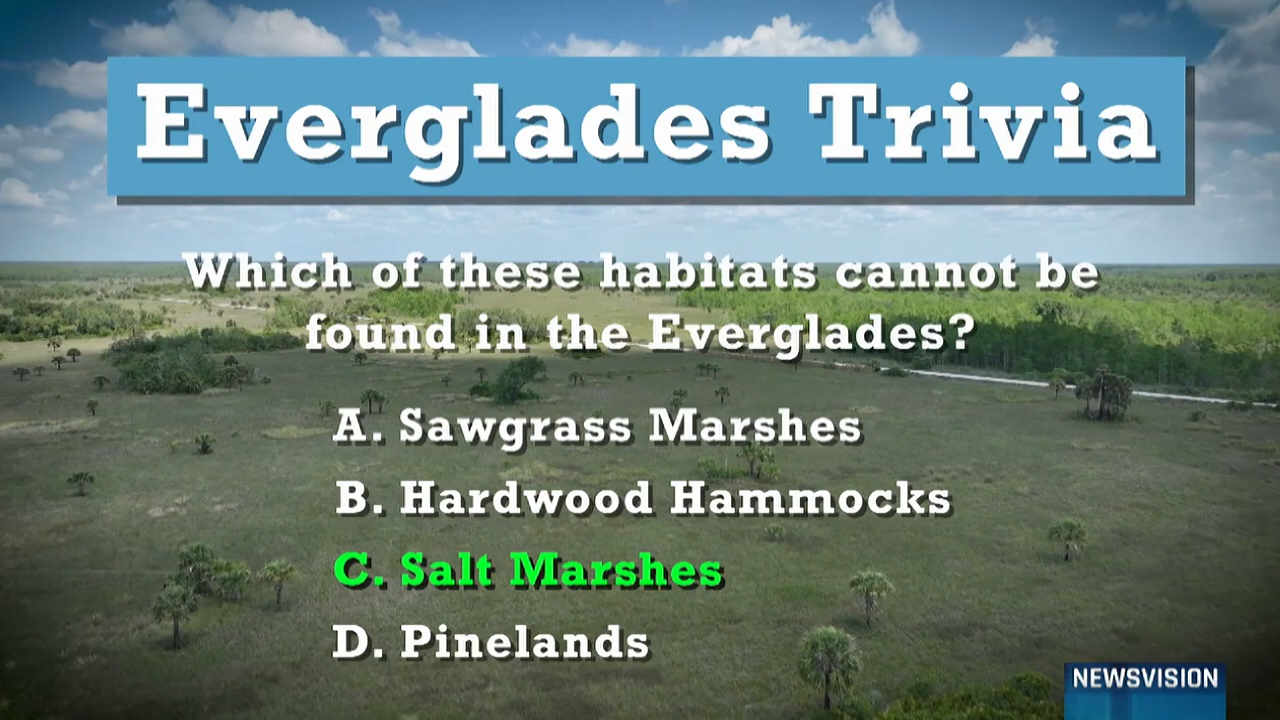 Everglades Trivia
Which of these habitats cannot be
found in the Everglades?
A. Sawgrass Marshes
B. Hardwood Hammocks
C. Salt Marshes
D. Pinelands
NEWSVISION